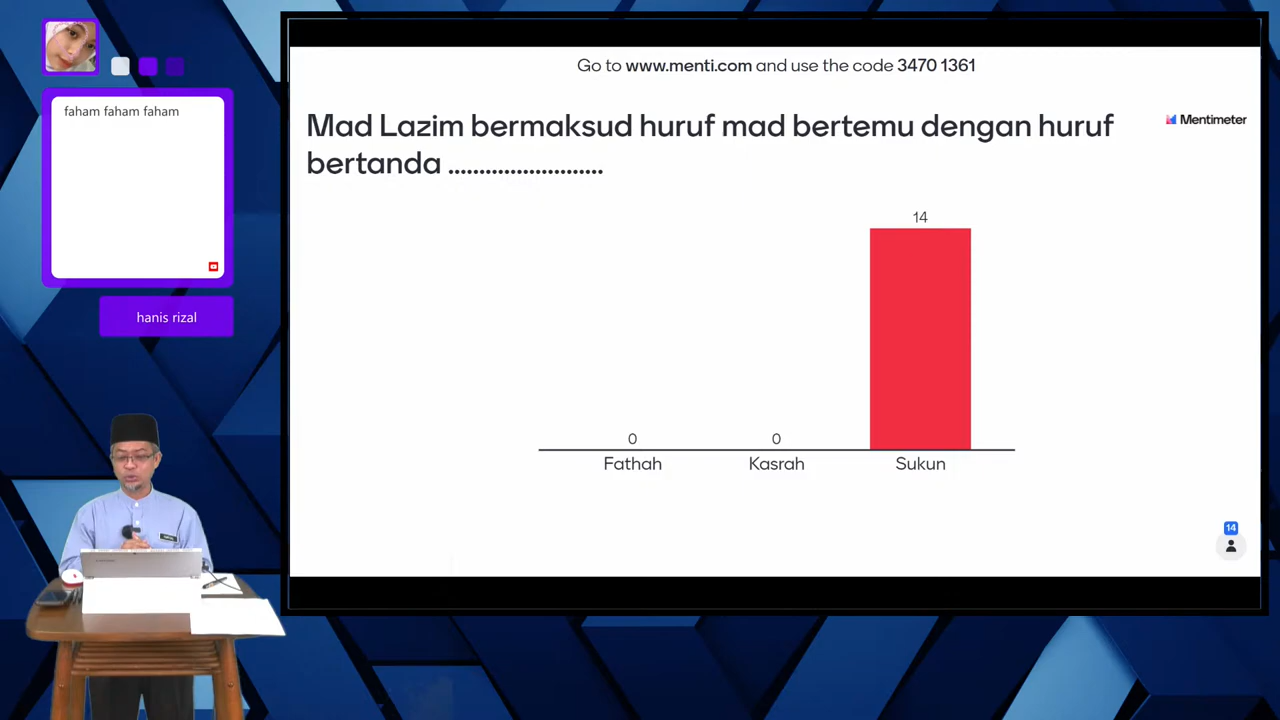 faham faham faham
hanis rizal
Go to www.menti.com and use the code 3470 1361
Mad Lazim bermaksud huruf mad bertemu dengan huruf
bertanda .........................
Mentimeter
14
0
0
Fathah
Kasrah
Sukun
14